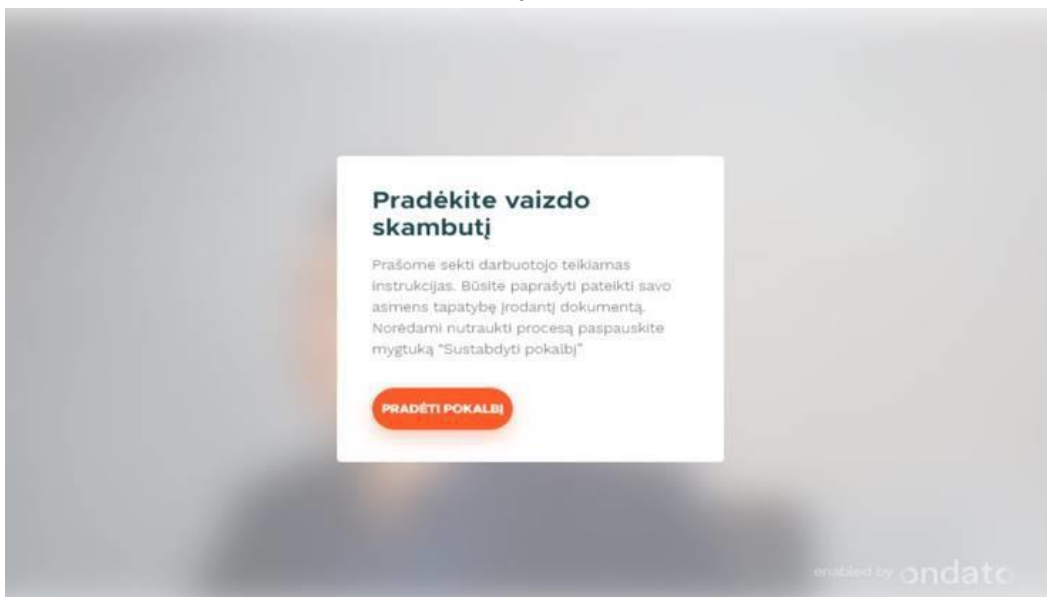 Pradėkite vaizdo
skambutį
Prašome sekti darbuotojo teikiamas
instrukcijas. Būsite paprašyti pateikti savo
asmens tapatybę įrodantį dokumentą.
Norėdami nutraukti procesą paspauskite
mygtuką “Sustabdyti pokalbį”
PRADĖTI POKALBĮ
enabled by ondato